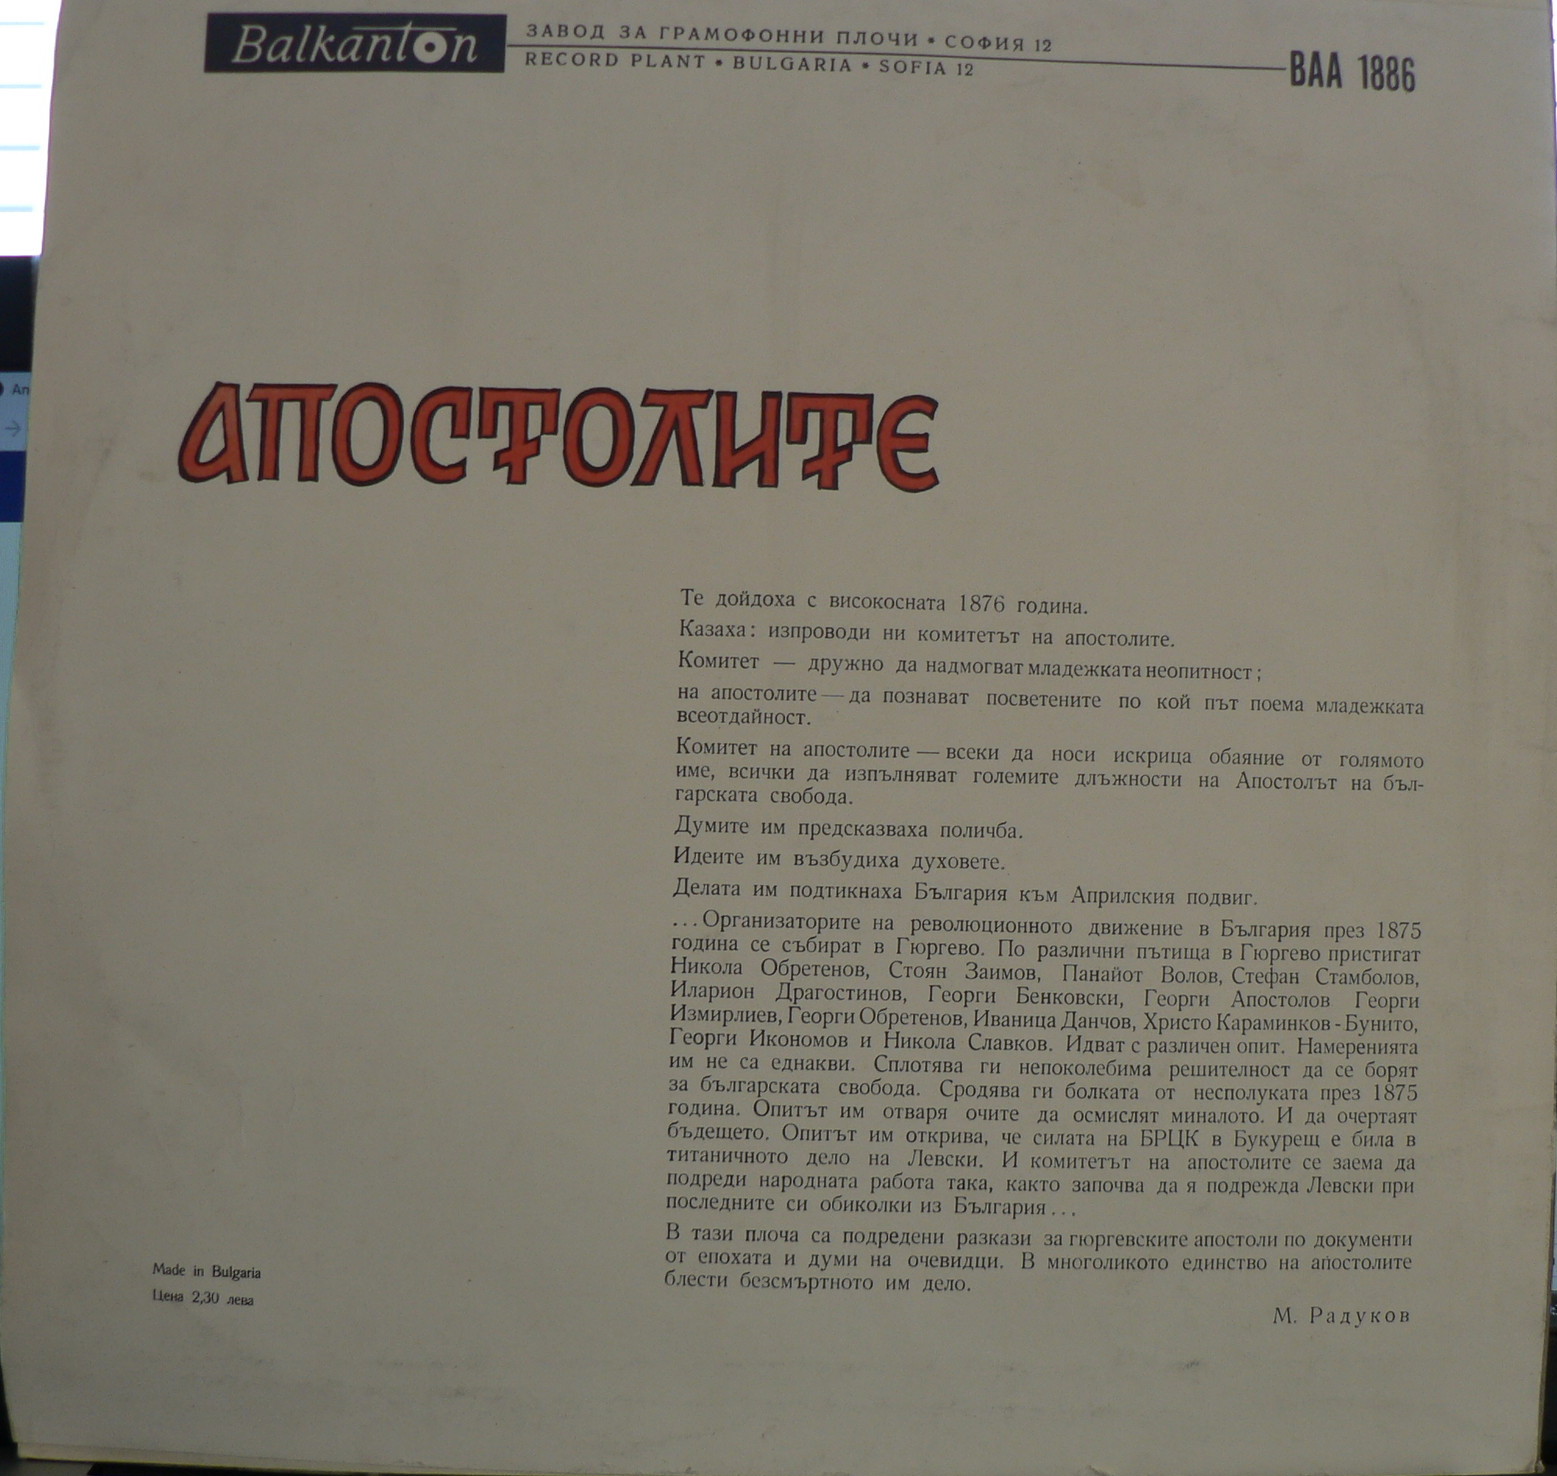 Balkanton
ЗАВОД ЗА ГРАМОФОННИ ПЛОЧИ • СОФИЯ 12
RECORD PLANT • BULGARIA • SOFIA 12
ВАА 1886
An
АПОСТОЛИТЕ
Те дойдоха с високосната 1876 година.
Казаха: изпроводи ни комитетът на апостолите.
Комитет — дружно да надмогват младежката неопитност;
на апостолите — да познават посветените по кой път поема младежката
всеотдайност.
Комитет на апостолите — всеки да носи искрица обаяние от голямото
име, всички да изпълняват големите длъжности на Апостолът на бъл-
гарската свобода.
Думите им предсказваха поличба.
Идеите им възбудиха духовете.
Делата им подтикнаха България към Априлския подвиг.
...Организаторите на революционното движение в България през 1875
година се събират в Гюргево. По различни пътища в Гюргево пристигат
Никола Обретенов, Стоян Заимов, Панайот Волов, Стефан Стамболов,
Иларион Драгостинов, Георги Бенковски, Георги Апостолов Георги
Измирлиев, Георги Обретенов, Иваница Данчов, Христо Караминков - Бунито,
Георги Икономов и Никола Славков. Идват с различен опит. Намеренията
им не са еднакви. Сплотява ги непоколебима решителност да се борят
за българската свобода. Сродява ги болката от несполуката през 1875
година. Опитът им отваря очите да осмислят миналото. И да очертаят
бъдещето. Опитът им открива, че силата на БРЦК в Букурещ е била в
титаничното дело на Левски. И комитетът на апостолите се заема да
подреди народната работа така, както започва да я подрежда Левски при
последните си обиколки из България...
В тази плоча са подредени разкази за гюргевските апостоли по документи
от епохата и думи на очевидци. В многоликото единство на апостолите
блести безсмъртното им дело.
М. Радуков
Made in Bulgaria
Цена 2,30 лева